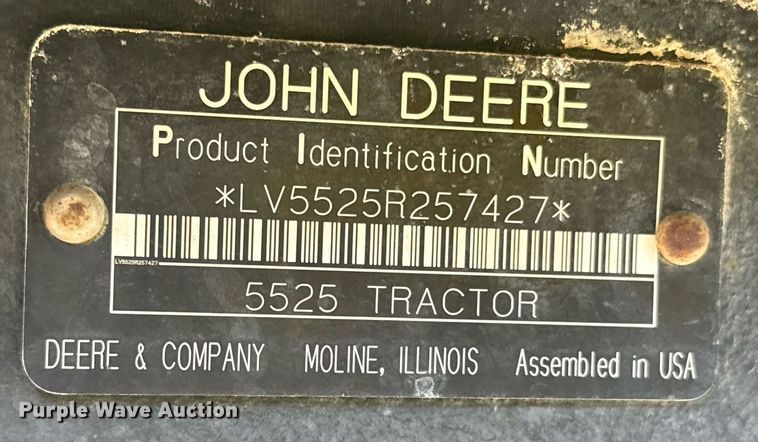 JOHN DEERE
Product Identification Number
*LV5525R257427*
LV5525R257427
5525 TRACTOR
DEERE & COMPANY MOLINE, ILLINOIS Assembled in USA
Purple Wave Auction